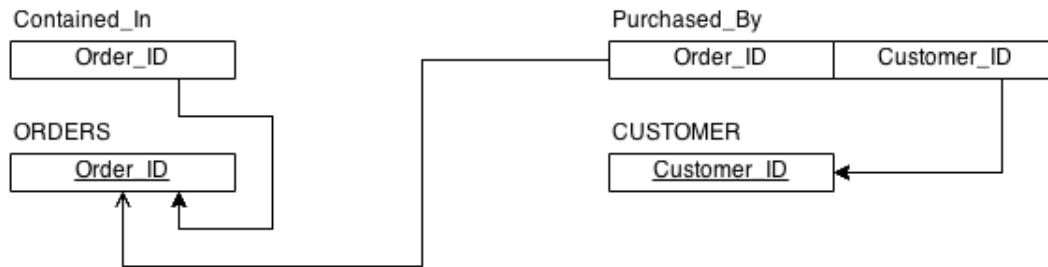 Contained_In
Order_ID
ORDERS
Order_ID
Purchased_By
Order_ID Customer_ID
CUSTOMER
Customer_ID